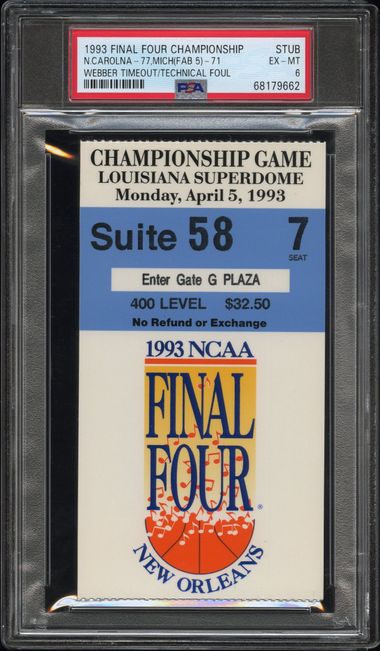 1993 FINAL FOUR CHAMPIONSHIP STUB
N.CAROLNA - 77,MICH(FAB 5) - 71 EX - MT
WEBBER TIMEOUT/TECHNICAL FOUL 6
PSA 68179662
CHAMPIONSHIP GAME
LOUISIANA SUPERDOME
Monday, April 5, 1993
Suite 58 7
SEAT
Enter Gate G PLAZA
400 LEVEL $32.50
No Refund or Exchange
1993 NCAA
FINAL
FOUR®
NEW ORLEANS